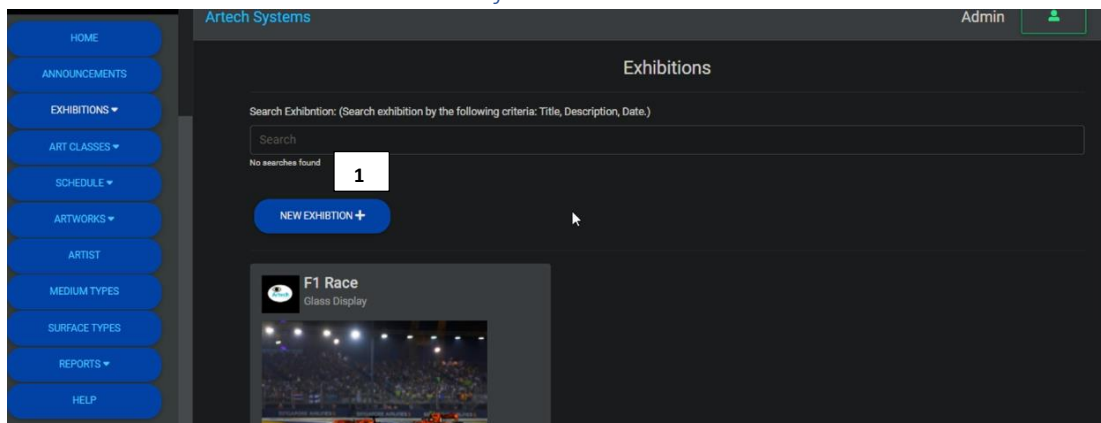 Artech Systems
Admin
HOME
ANNOUNCEMENTS
EXHIBITIONS
ART CLASSES
SCHEDULE
ARTWORKS
ARTIST
MEDIUM TYPES
SURFACE TYPES
REPORTS
HELP
Exhibitions
Search Exhibntion: (Search exhibition by the following criteria: Title, Description, Date.)
Search
No searches found
1
NEW EXHIBTION +
F1 Race
Glass Display